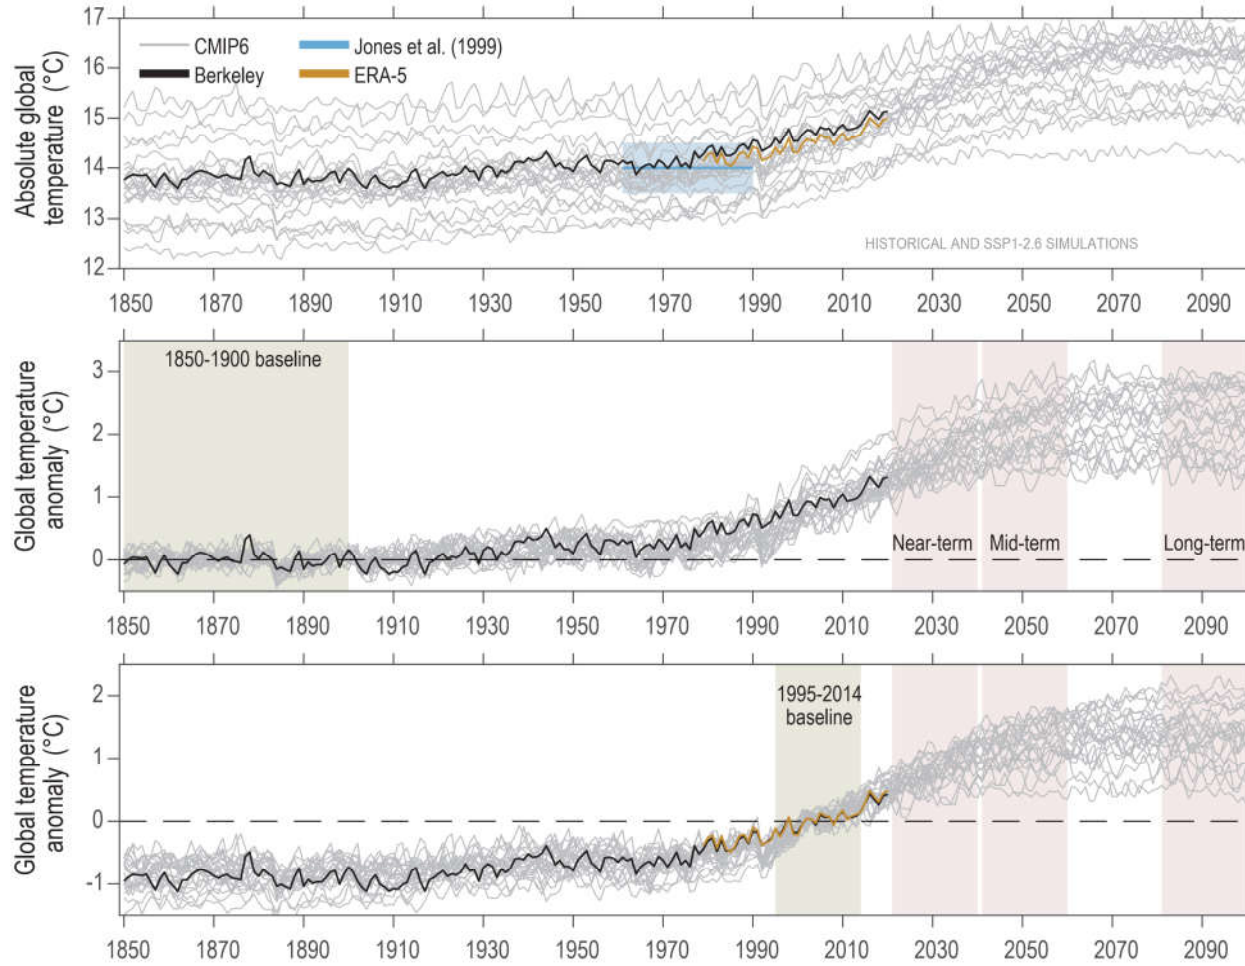 17
16
15
14
13
12
Absolute global
temperature (°C)
CMIP6
Berkeley
Jones et al. (1999)
ERA-5
HISTORICAL AND SSP1-2.6 SIMULATIONS
1850 1870 1890 1910 1930 1950 1970 1990 2010 2030 2050 2070 2090
3
2
1
0
Global temperature
anomaly (°C)
1850-1900 baseline
Near-term
Mid-term
Long-term
1850 1870 1890 1910 1930 1950 1970 1990 2010 2030 2050 2070 2090
2
1
0
-1
Global temperature
anomaly (°C)
1995-2014
baseline
1850 1870 1890 1910 1930 1950 1970 1990 2010 2030 2050 2070 2090